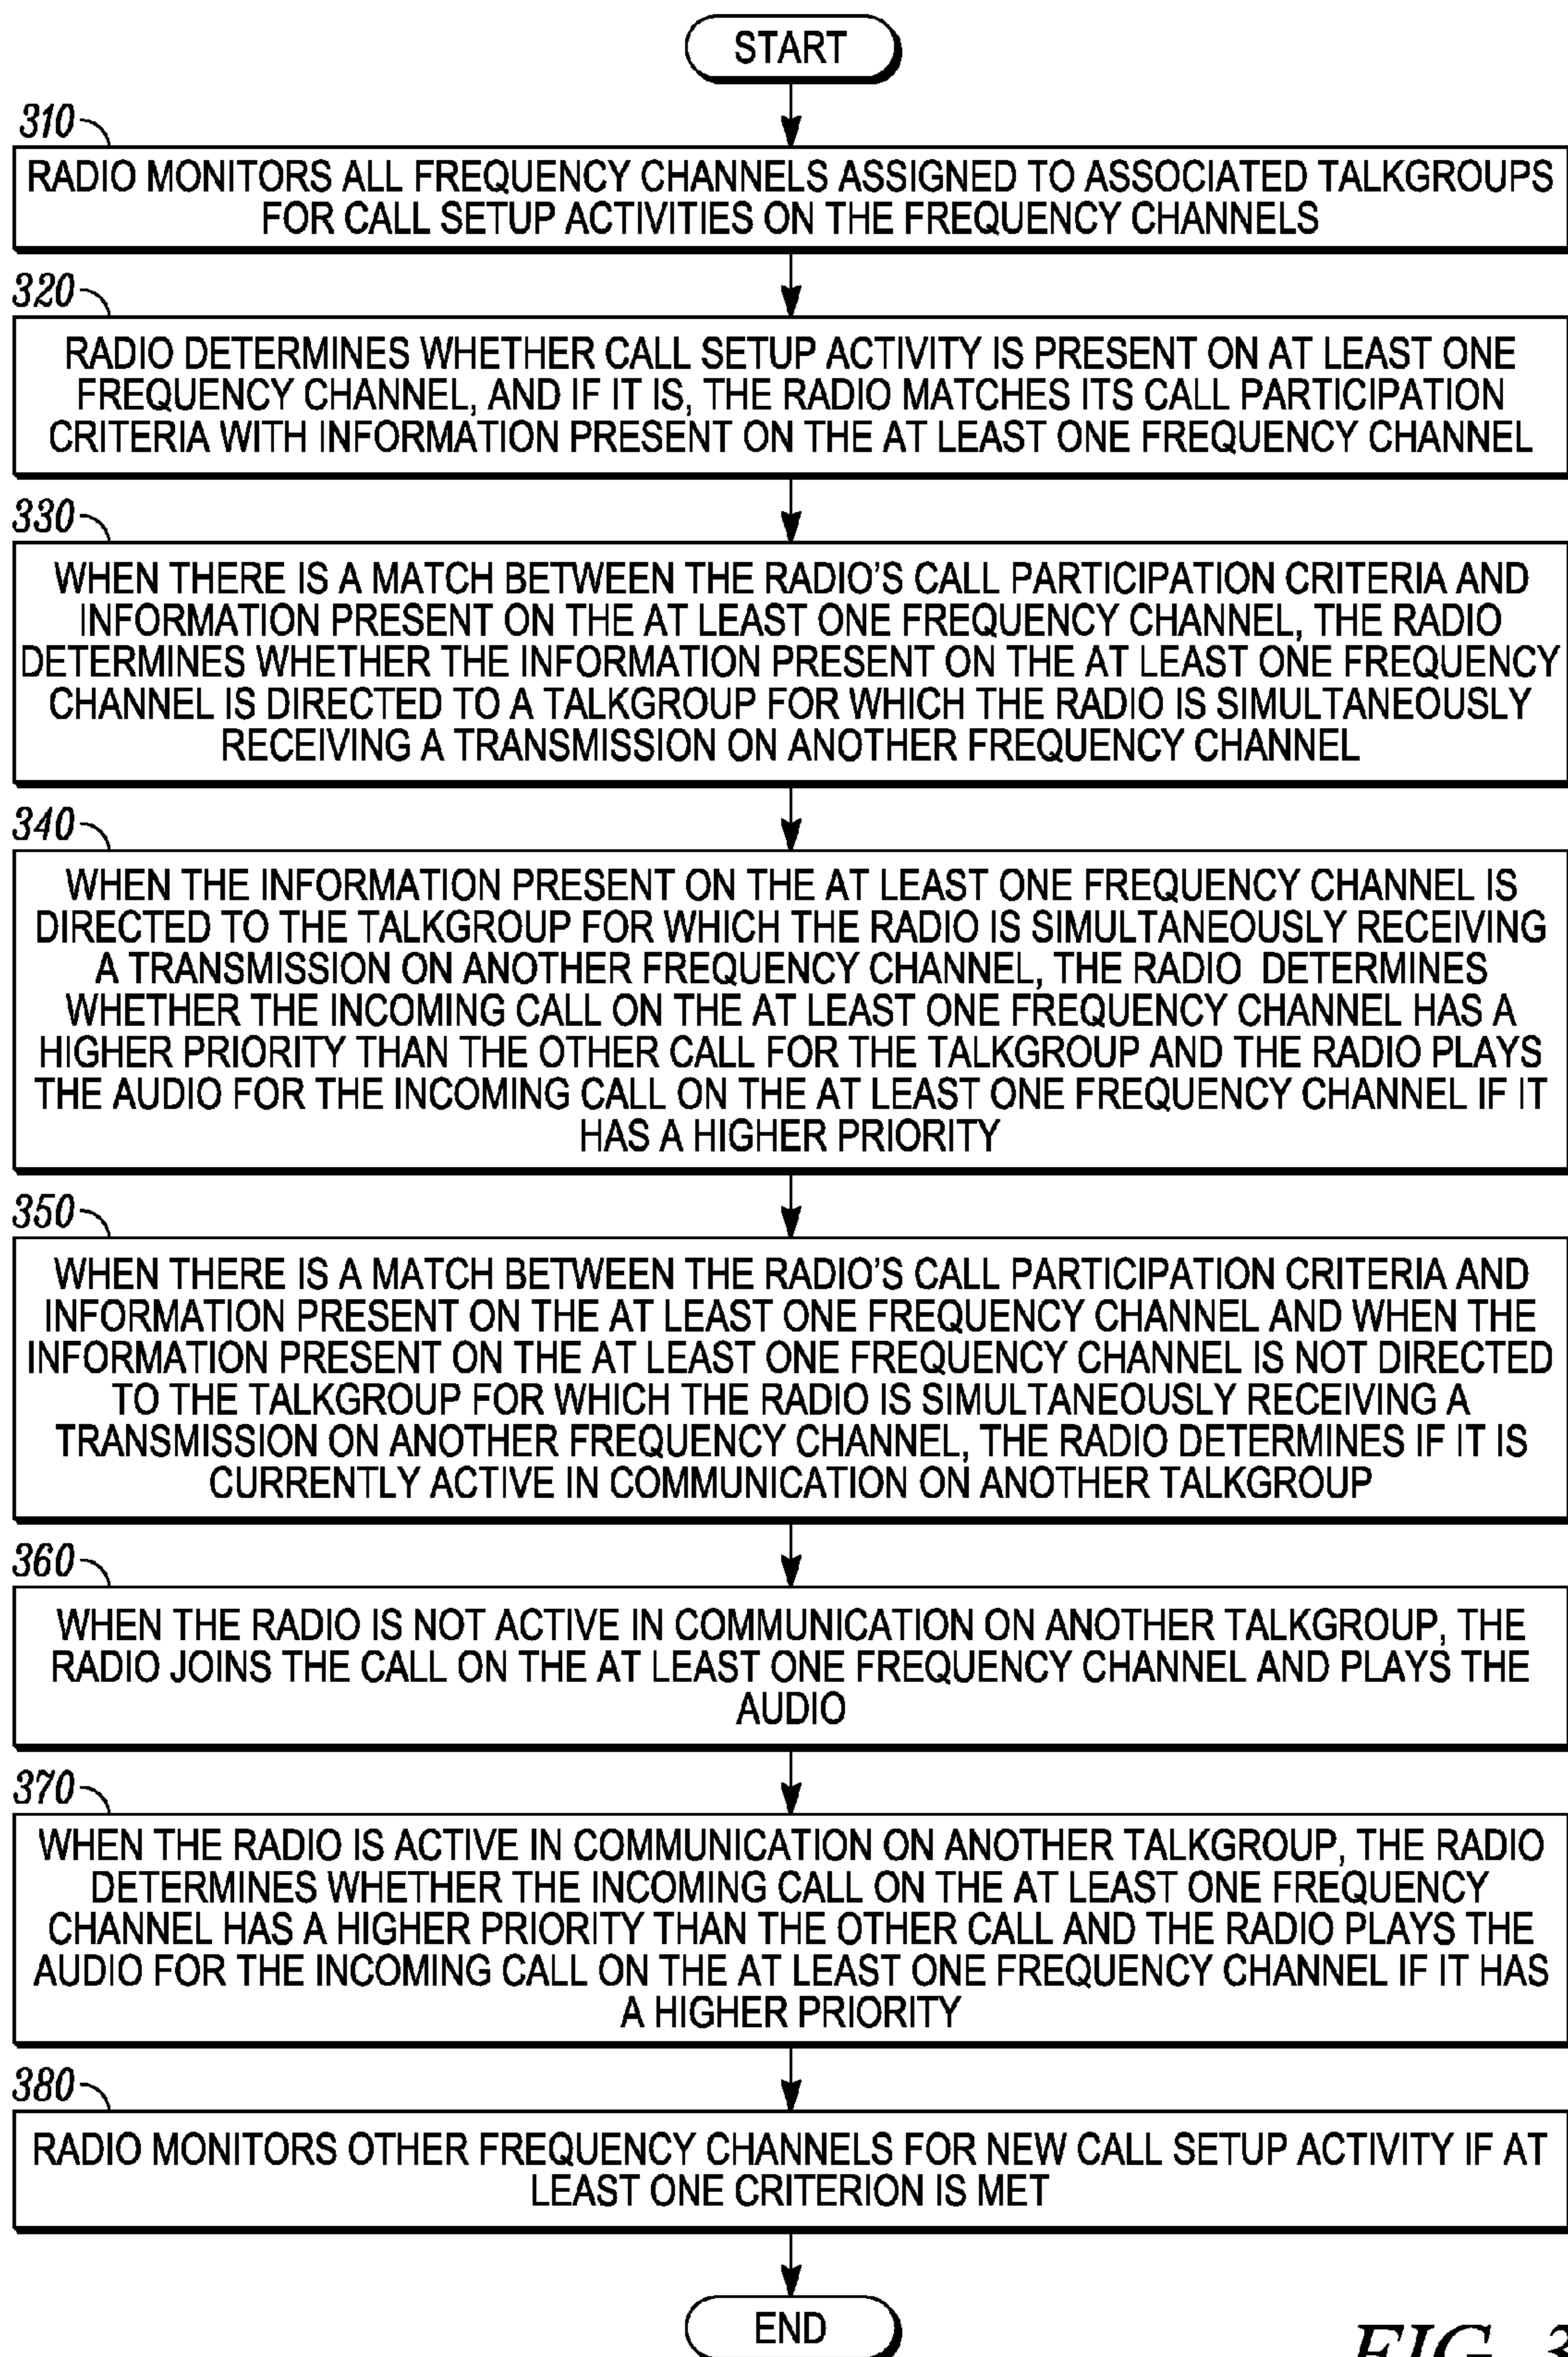 START
310
RADIO MONITORS ALL FREQUENCY CHANNELS ASSIGNED TO ASSOCIATED TALKGROUPS
FOR CALL SETUP ACTIVITIES ON THE FREQUENCY CHANNELS
320
RADIO DETERMINES WHETHER CALL SETUP ACTIVITY IS PRESENT ON AT LEAST ONE
FREQUENCY CHANNEL, AND IF IT IS, THE RADIO MATCHES ITS CALL PARTICIPATION
CRITERIA WITH INFORMATION PRESENT ON THE AT LEAST ONE FREQUENCY CHANNEL
330
WHEN THERE IS A MATCH BETWEEN THE RADIO'S CALL PARTICIPATION CRITERIA AND
INFORMATION PRESENT ON THE AT LEAST ONE FREQUENCY CHANNEL, THE RADIO
DETERMINES WHETHER THE INFORMATION PRESENT ON THE AT LEAST ONE FREQUENCY
CHANNEL IS DIRECTED TO A TALKGROUP FOR WHICH THE RADIO IS SIMULTANEOUSLY
RECEIVING A TRANSMISSION ON ANOTHER FREQUENCY CHANNEL
340
WHEN THE INFORMATION PRESENT ON THE AT LEAST ONE FREQUENCY CHANNEL IS
DIRECTED TO THE TALKGROUP FOR WHICH THE RADIO IS SIMULTANEOUSLY RECEIVING
A TRANSMISSION ON ANOTHER FREQUENCY CHANNEL, THE RADIO DETERMINES
WHETHER THE INCOMING CALL ON THE AT LEAST ONE FREQUENCY CHANNEL HAS A
HIGHER PRIORITY THAN THE OTHER CALL FOR THE TALKGROUP AND THE RADIO PLAYS
THE AUDIO FOR THE INCOMING CALL ON THE AT LEAST ONE FREQUENCY CHANNEL IF IT
HAS A HIGHER PRIORITY
350
WHEN THERE IS A MATCH BETWEEN THE RADIO'S CALL PARTICIPATION CRITERIA AND
INFORMATION PRESENT ON THE AT LEAST ONE FREQUENCY CHANNEL AND WHEN THE
INFORMATION PRESENT ON THE AT LEAST ONE FREQUENCY CHANNEL IS NOT DIRECTED
TO THE TALKGROUP FOR WHICH THE RADIO IS SIMULTANEOUSLY RECEIVING A
TRANSMISSION ON ANOTHER FREQUENCY CHANNEL, THE RADIO DETERMINES IF IT IS
CURRENTLY ACTIVE IN COMMUNICATION ON ANOTHER TALKGROUP
360
WHEN THE RADIO IS NOT ACTIVE IN COMMUNICATION ON ANOTHER TALKGROUP, THE
RADIO JOINS THE CALL ON THE AT LEAST ONE FREQUENCY CHANNEL AND PLAYS THE
AUDIO
370
WHEN THE RADIO IS ACTIVE IN COMMUNICATION ON ANOTHER TALKGROUP, THE RADIO
DETERMINES WHETHER THE INCOMING CALL ON THE AT LEAST ONE FREQUENCY
CHANNEL HAS A HIGHER PRIORITY THAN THE OTHER CALL AND THE RADIO PLAYS THE
AUDIO FOR THE INCOMING CALL ON THE AT LEAST ONE FREQUENCY CHANNEL IF IT HAS
A HIGHER PRIORITY
380
RADIO MONITORS OTHER FREQUENCY CHANNELS FOR NEW CALL SETUP ACTIVITY IF AT
LEAST ONE CRITERION IS MET
END
FIG. 3